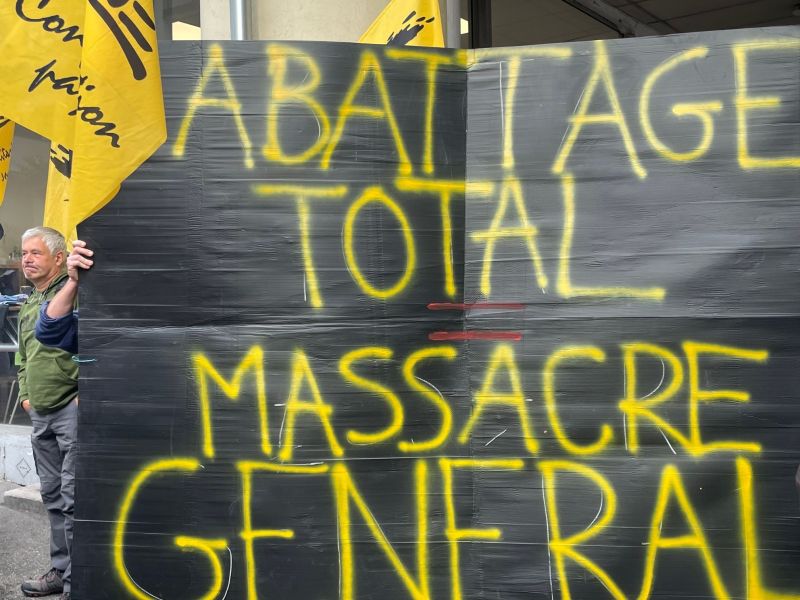 ABATTAGE
TOTAL
=
MASSACRE
GENERAL